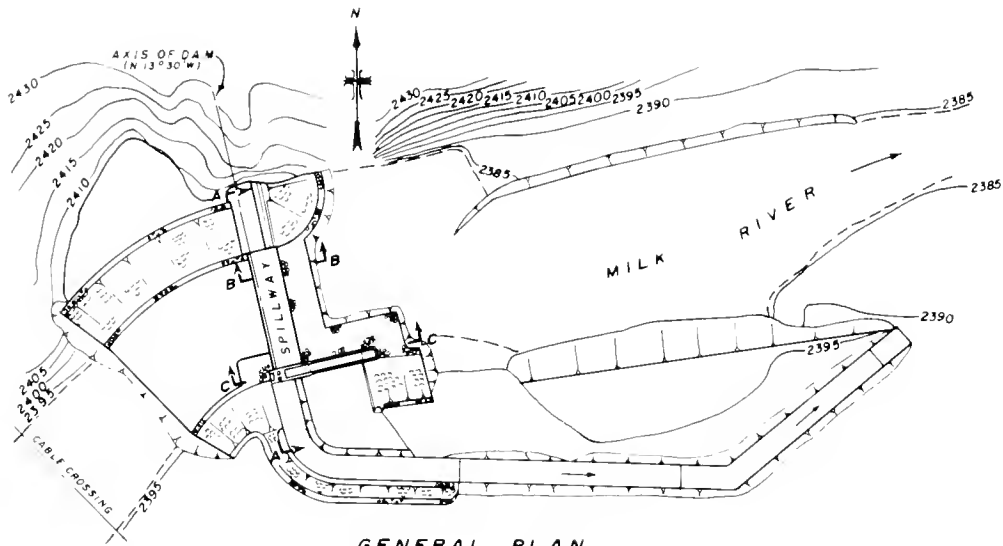 N
AXIS OF DAM
(N 13°30' W)
2430
2425
2420
2415
2410
2430
2425
2420
2415
2410
2405
2400
2395
2390
2385
2385
2385
MILK RIVER
A
B
B
SPILLWAY
C
C
A
2390
2395
2405
2400
2395
CABLE CROSSING
2395
GENERAL PLAN